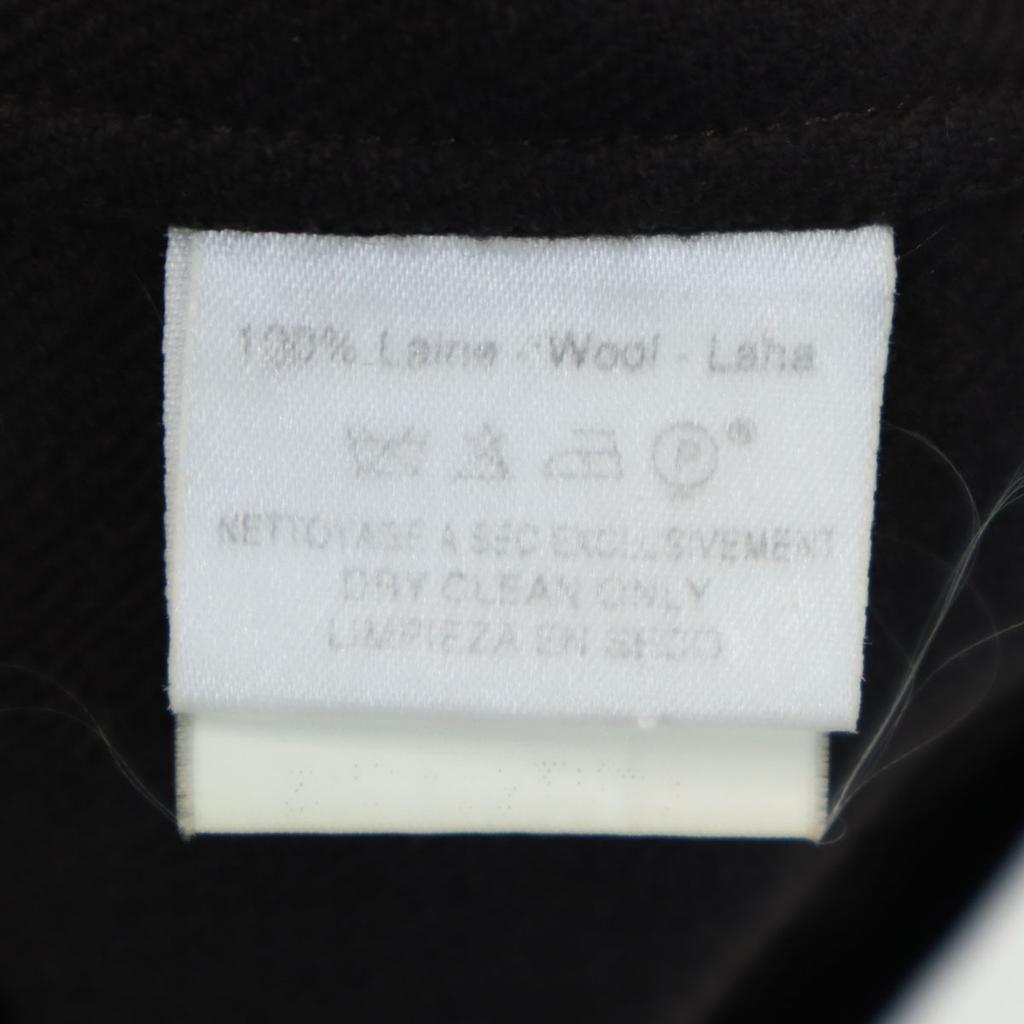 100% Laine - Wool - Lana
NETTOYAGE A SEC EXCLUSIVEMENT
DRY CLEAN ONLY
LIMPIEZA EN SECO